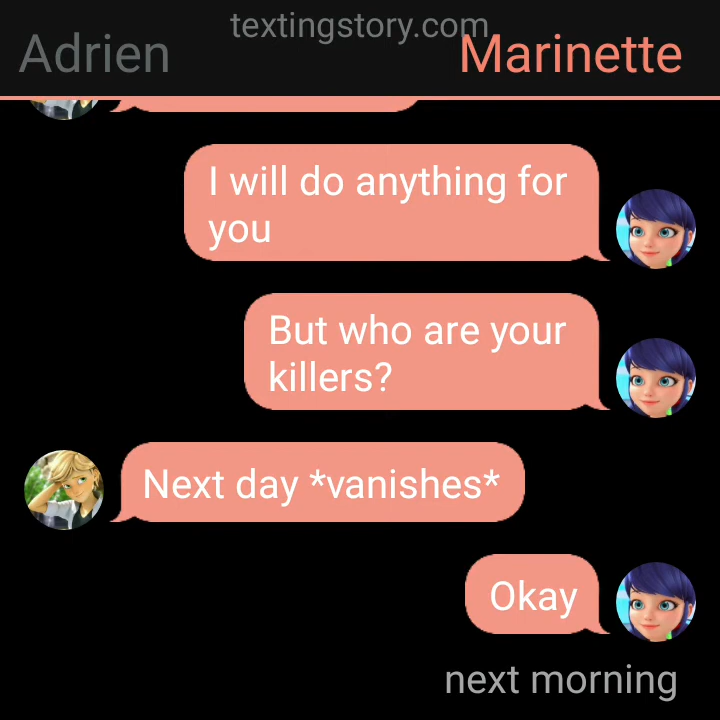 textingstory.com
Adrien
Marinette
I will do anything for
you
But who are your
killers?
Next day *vanishes*
Okay
next morning